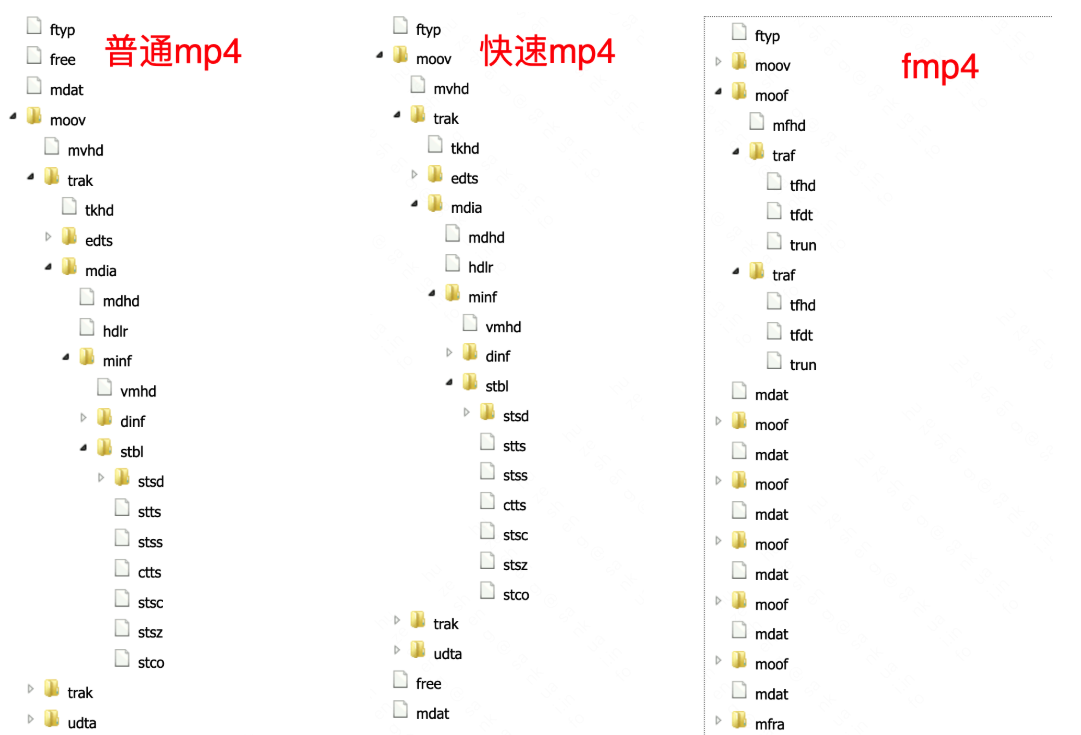 普通mp4
ftyp
free
mdat
moov
mvhd
trak
tkhd
edts
mdia
mdhd
hdlr
minf
vmhd
dinf
stbl
stsd
stts
stss
ctts
stsc
stsz
stco
trak
udta
快速mp4
ftyp
moov
mvhd
trak
tkhd
edts
mdia
mdhd
hdlr
minf
vmhd
dinf
stbl
stsd
stts
stss
ctts
stsc
stsz
stco
trak
udta
free
mdat
fmp4
ftyp
moov
moof
mfhd
traf
tfhd
tfdt
trun
traf
tfhd
tfdt
trun
mdat
moof
mdat
moof
mdat
moof
mdat
moof
mdat
moof
mdat
mfra